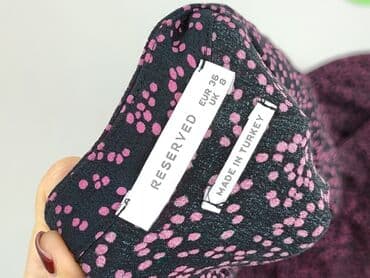 RESERVED
EUR 36
UK 8
MADE IN TURKEY